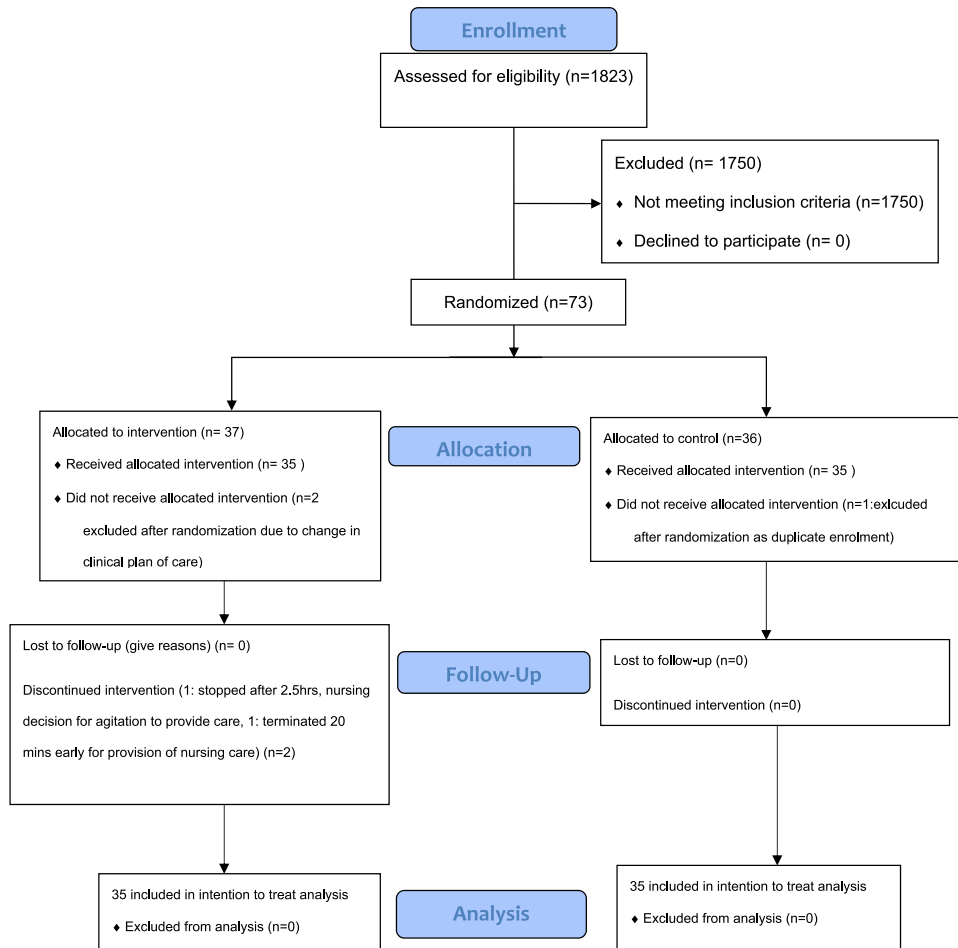 Enrollment
Assessed for eligibility (n=1823)
Excluded (n= 1750)
♦ Not meeting inclusion criteria (n=1750)
♦ Declined to participate (n= 0)
Randomized (n=73)
Allocated to intervention (n= 37)
♦ Received allocated intervention (n= 35 )
♦ Did not receive allocated intervention (n=2
excluded after randomization due to change in
clinical plan of care)
Allocation
Allocated to control (n=36)
♦ Received allocated intervention (n= 35 )
♦ Did not receive allocated intervention (n=1:exlcuded
after randomization as duplicate enrolment)
Lost to follow-up (give reasons) (n= 0)
Discontinued intervention (1: stopped after 2.5hrs, nursing
decision for agitation to provide care, 1: terminated 20
mins early for provision of nursing care) (n=2)
Follow-Up
Lost to follow-up (n=0)
Discontinued intervention (n=0)
35 included in intention to treat analysis
♦ Excluded from analysis (n=0)
Analysis
35 included in intention to treat analysis
♦ Excluded from analysis (n=0)